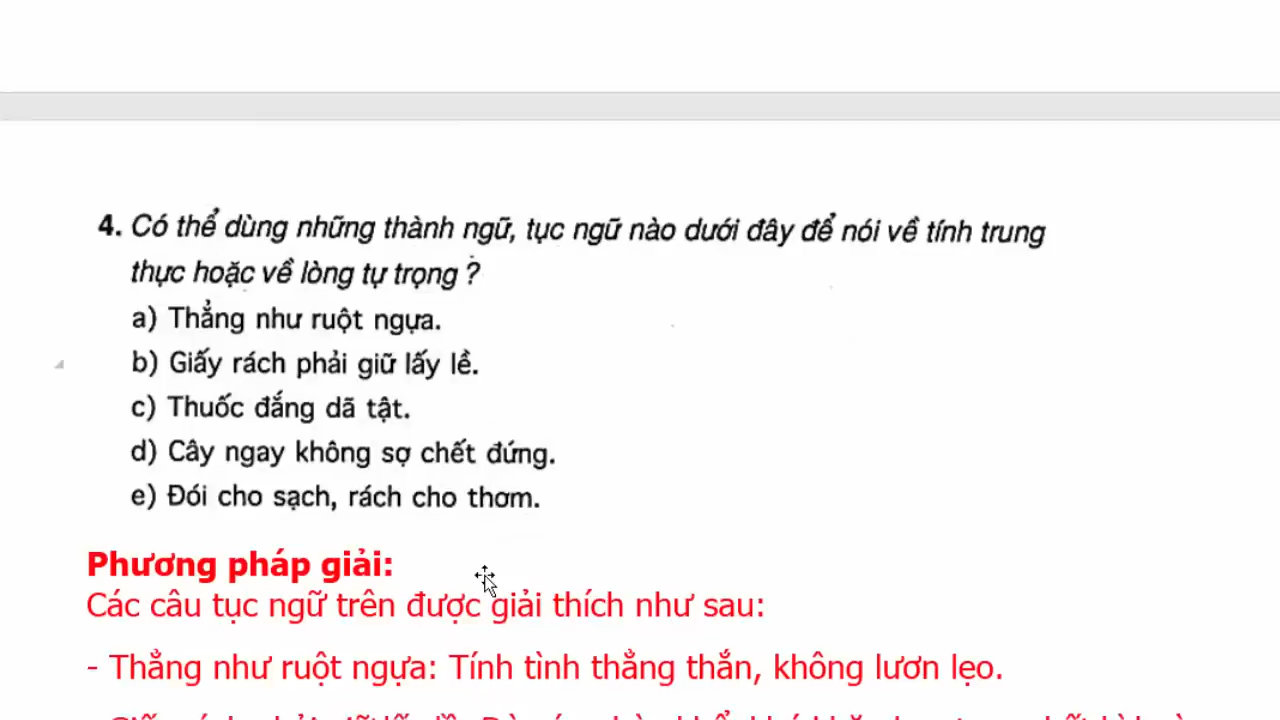 4. Có thể dùng những thành ngữ, tục ngữ nào dưới đây để nói về tính trung
thực hoặc về lòng tự trọng ?
a) Thẳng như ruột ngựa.
b) Giấy rách phải giữ lấy lề.
c) Thuốc đắng dã tật.
d) Cây ngay không sợ chết đứng.
e) Đói cho sạch, rách cho thơm.
Phương pháp giải:
Các câu tục ngữ trên được giải thích như sau:
- Thẳng như ruột ngựa: Tính tình thẳng thắn, không lươn lẹo.